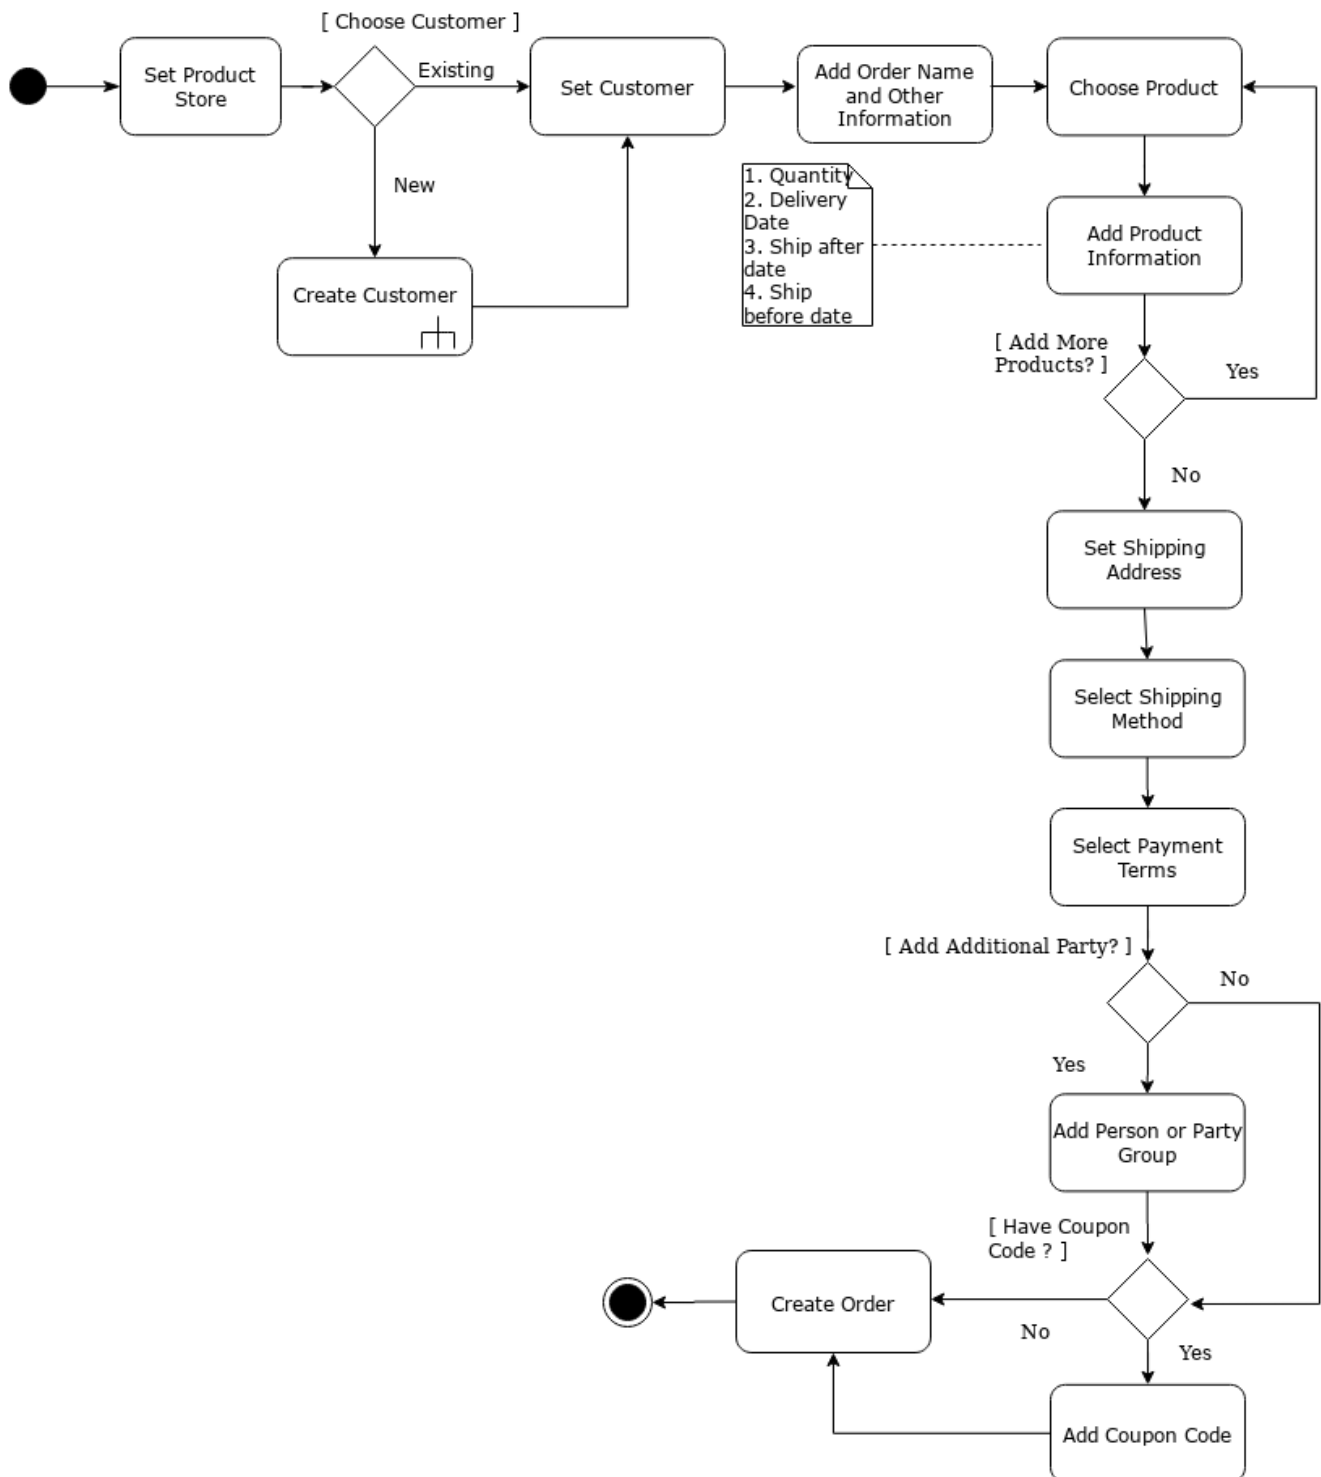 [ Choose Customer ]
Set Product
Store
Existing
Set Customer
Add Order Name
and Other
Information
Choose Product
New
1. Quantity
2. Delivery
Date
3. Ship after
date
4. Ship
before date
Add Product
Information
Create Customer
[ Add More
Products? ]
Yes
No
Set Shipping
Address
Select Shipping
Method
Select Payment
Terms
[ Add Additional Party? ]
No
Yes
Add Person or Party
Group
[ Have Coupon
Code ? ]
Create Order
No
Yes
Add Coupon Code